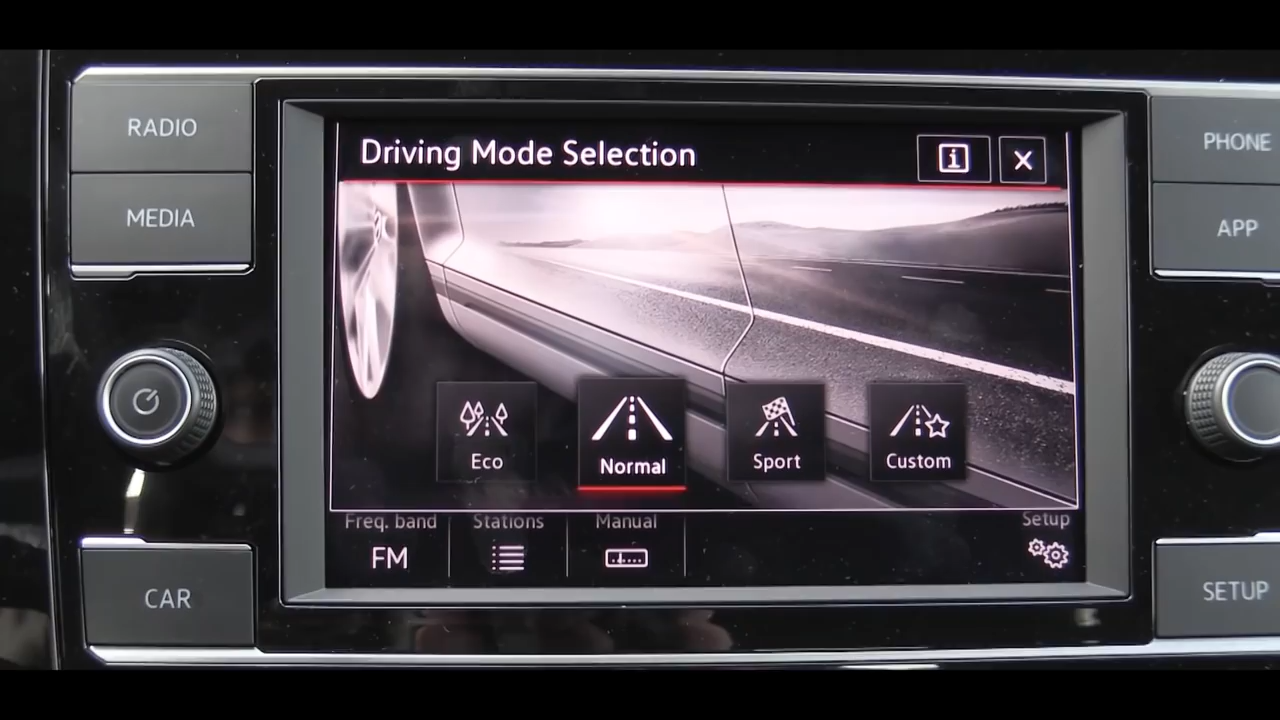 RADIO
MEDIA
CAR
Driving Mode Selection
i
X
Eco
Normal
Sport
Custom
Freq. band
Stations
Manual
Setup
FM
PHONE
APP
SETUP